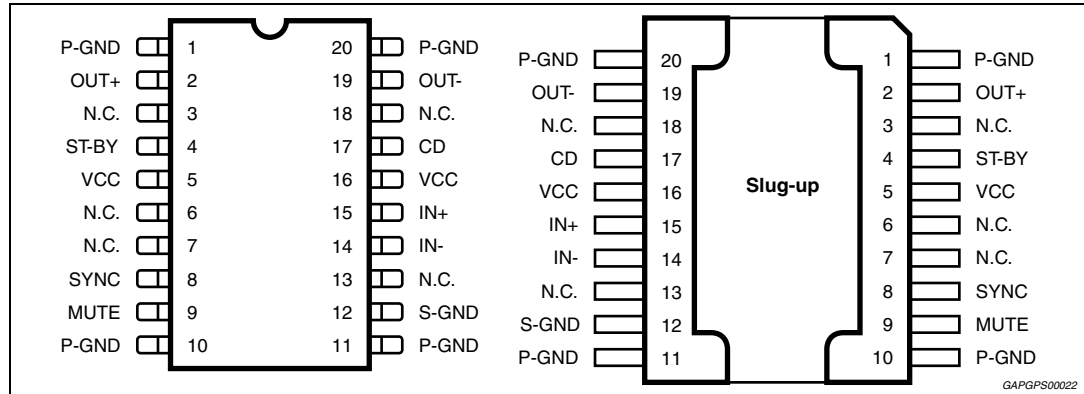 P-GND 1 20 P-GND
OUT+ 2 19 OUT-
N.C. 3 18 N.C.
ST-BY 4 17 CD
VCC 5 16 VCC
N.C. 6 15 IN+
N.C. 7 14 IN-
SYNC 8 13 N.C.
MUTE 9 12 S-GND
P-GND 10 11 P-GND
P-GND 20 1 P-GND
OUT- 19 2 OUT+
N.C. 18 3 N.C.
CD 17 4 ST-BY
Slug-up
VCC 16 5 VCC
IN+ 15 6 N.C.
IN- 14 7 N.C.
N.C. 13 8 SYNC
S-GND 12 9 MUTE
P-GND 11 10 P-GND
GAPGPS00022